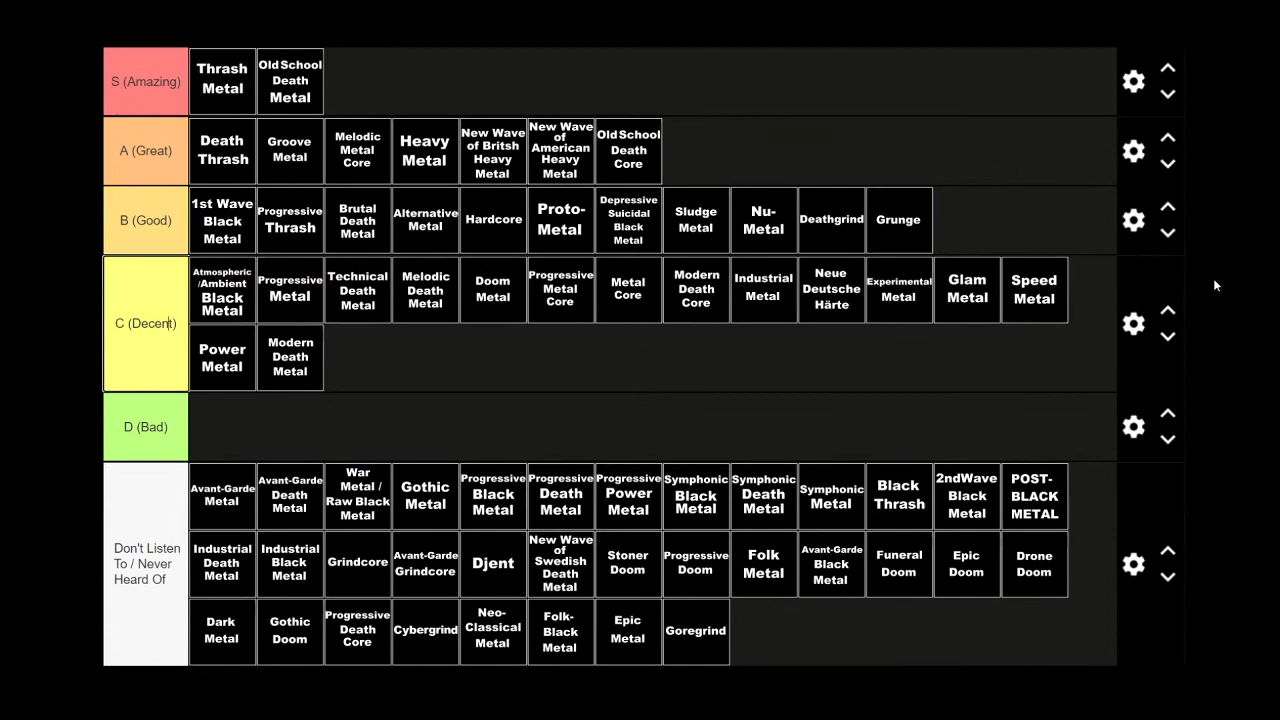 S (Amazing)
Thrash
Metal
Old School
Death
Metal
A (Great)
Death
Thrash
Groove
Metal
Melodic
Metal
Core
Heavy
Metal
New Wave
of Britsh
Heavy
Metal
New Wave
of
American
Heavy
Metal
Old School
Death
Core
B (Good)
1st Wave
Black
Metal
Progressive
Thrash
Brutal
Death
Metal
Alternative
Metal
Hardcore
Proto-
Metal
Depressive
Suicidal
Black
Metal
Sludge
Metal
Nu-
Metal
Deathgrind
Grunge
C (Decent)
Atmospheric
/Ambient
Black
Metal
Progressive
Metal
Technical
Death
Metal
Melodic
Death
Metal
Doom
Metal
Progressive
Metal
Core
Metal
Core
Modern
Death
Core
Industrial
Metal
Neue
Deutsche
Härte
Experimental
Metal
Glam
Metal
Speed
Metal
Power
Metal
Modern
Death
Metal
D (Bad)
Don't Listen
To / Never
Heard Of
Avant-Garde
Metal
Avant-Garde
Death
Metal
War
Metal /
Raw Black
Metal
Gothic
Metal
Progressive
Black
Metal
Progressive
Death
Metal
Progressive
Power
Metal
Symphonic
Black
Metal
Symphonic
Death
Metal
Symphonic
Metal
Black
Thrash
2ndWave
Black
Metal
POST-
BLACK
METAL
Industrial
Death
Metal
Industrial
Black
Metal
Grindcore
Avant-Garde
Grindcore
Djent
New Wave
of
Swedish
Death
Metal
Stoner
Doom
Progressive
Doom
Folk
Metal
Avant-Garde
Black
Metal
Funeral
Doom
Epic
Doom
Drone
Doom
Dark
Metal
Gothic
Doom
Progressive
Death
Core
Cybergrind
Neo-
Classical
Metal
Folk-
Black
Metal
Epic
Metal
Goregrind